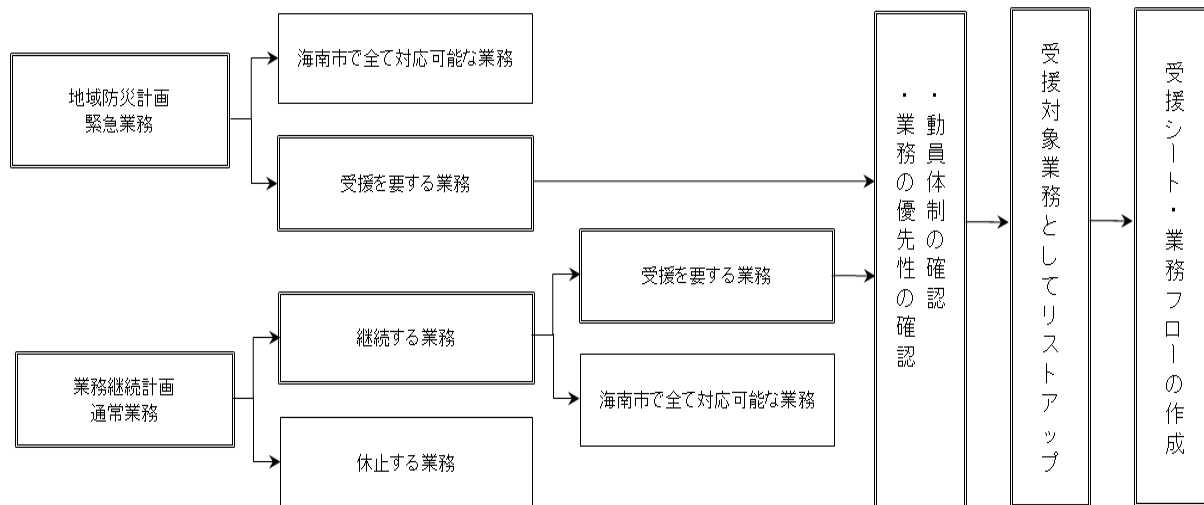 地域防災計画
緊急業務
海南市で全て対応可能な業務
受援を要する業務
業務継続計画
通常業務
継続する業務
休止する業務
受援を要する業務
海南市で全て対応可能な業務
・動員体制の確認
・業務の優先性の確認
受援対象業務としてリストアップ
受援シート・業務フローの作成